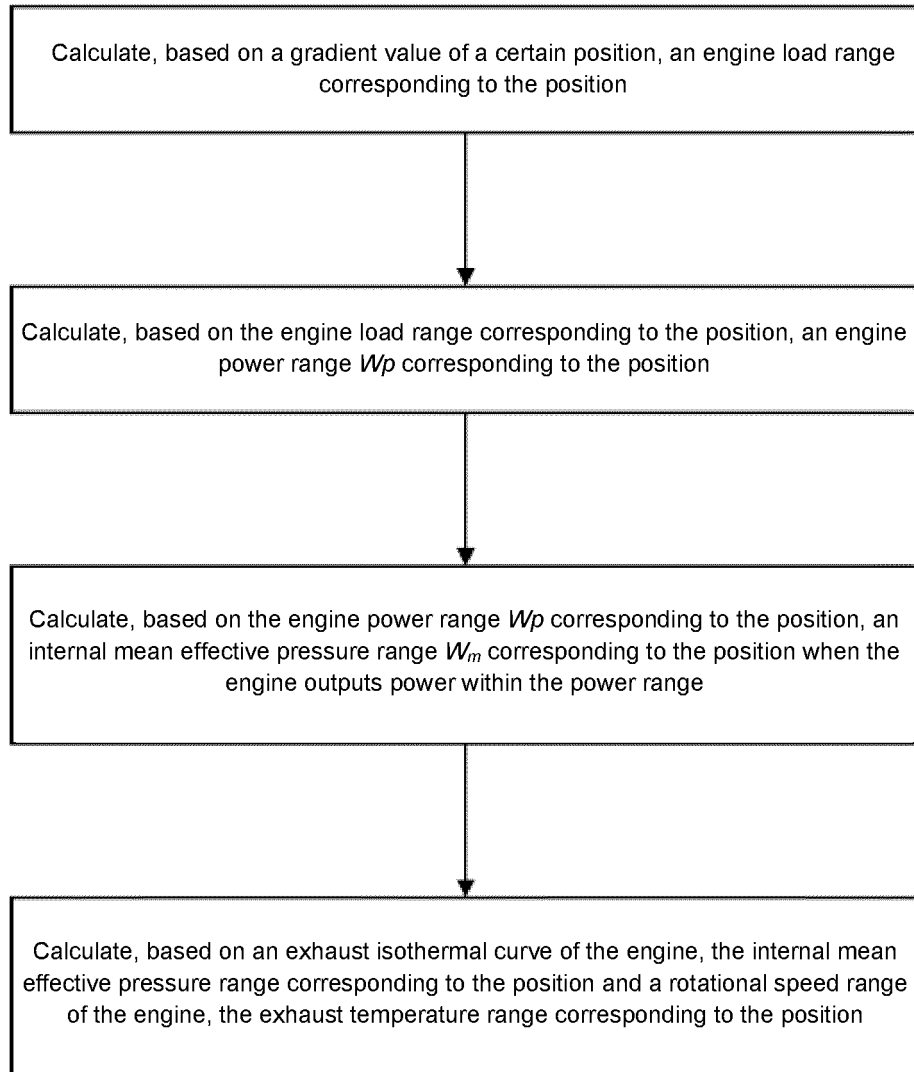 Calculate, based on a gradient value of a certain position, an engine load range
corresponding to the position
Calculate, based on the engine load range corresponding to the position, an engine
power range Wp corresponding to the position
Calculate, based on the engine power range Wp corresponding to the position, an
internal mean effective pressure range Wm corresponding to the position when the
engine outputs power within the power range
Calculate, based on an exhaust isothermal curve of the engine, the internal mean
effective pressure range corresponding to the position and a rotational speed range
of the engine, the exhaust temperature range corresponding to the position